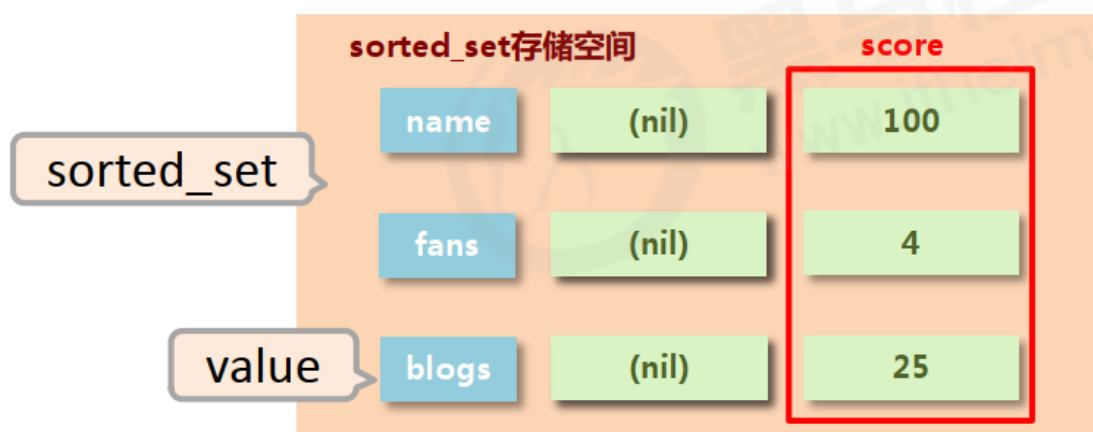 sorted_set存储空间 score
name (nil) 100
sorted_set
fans (nil) 4
value
blogs (nil) 25